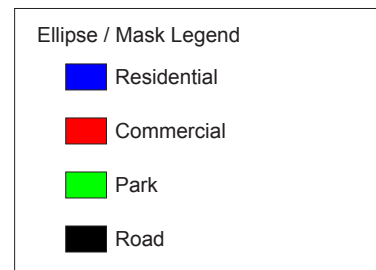 Ellipse / Mask Legend
Residential
Commercial
Park
Road